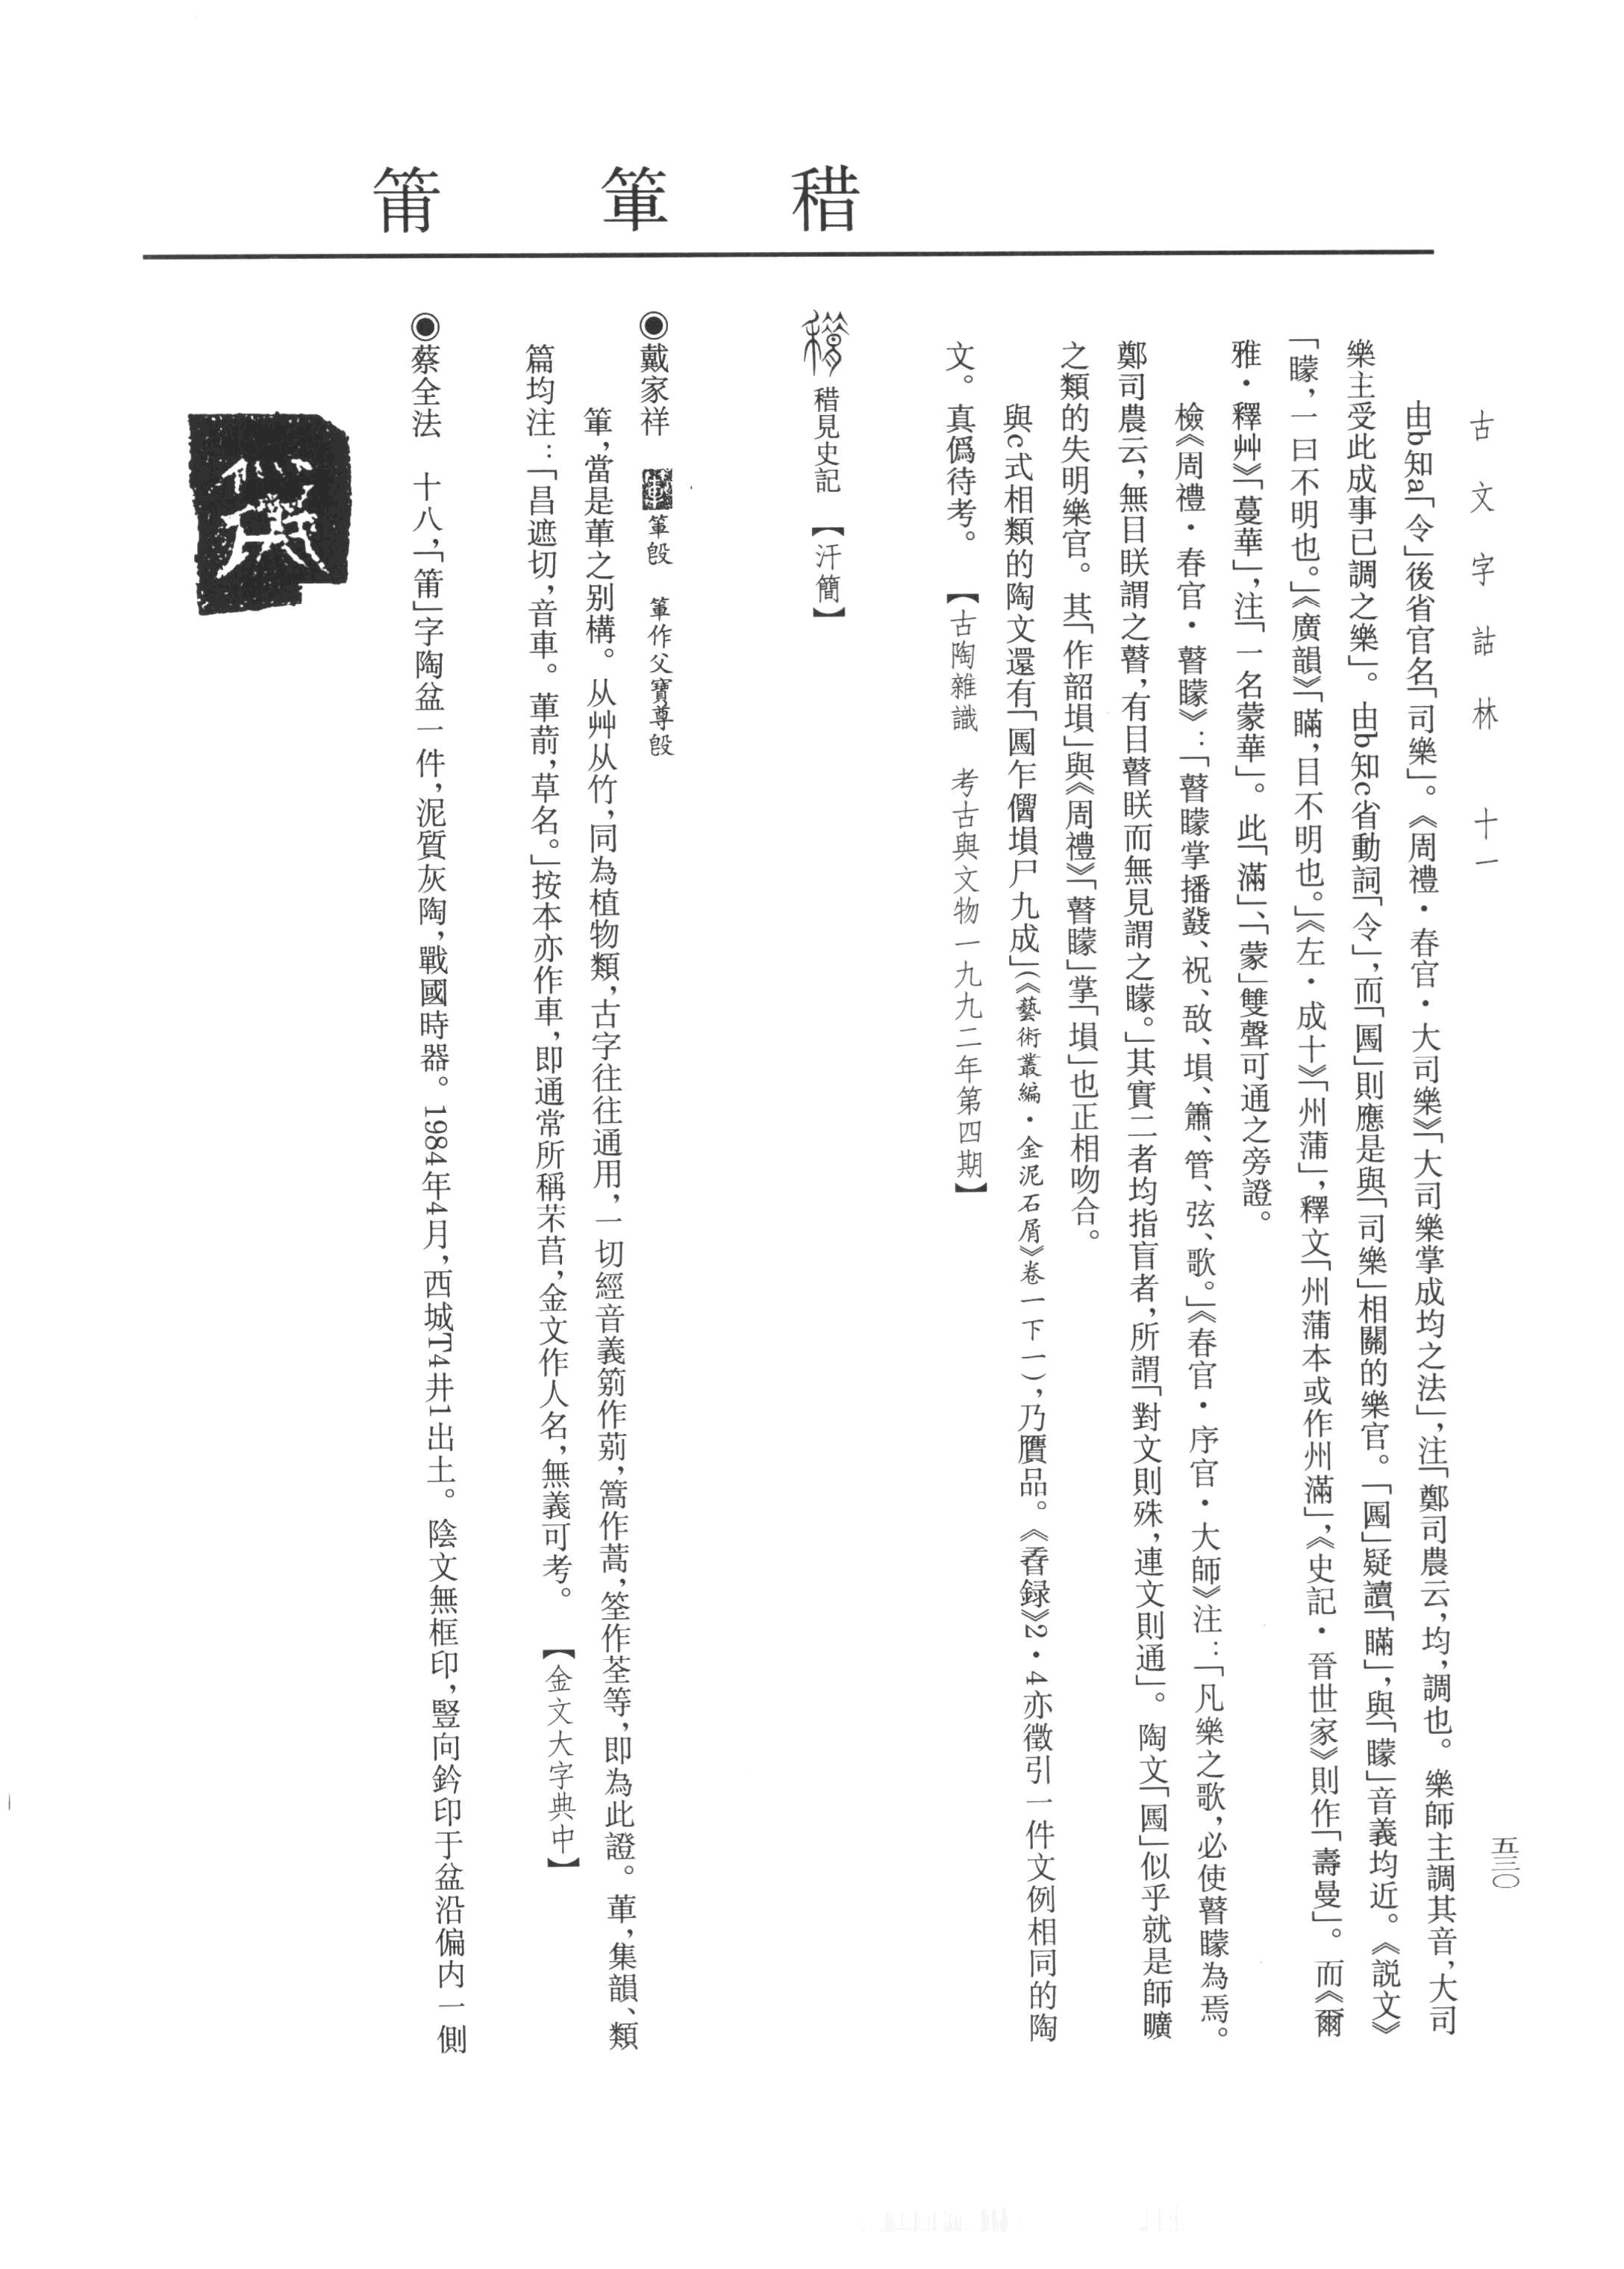 古文字詁林　十一
五三〇
由b知a「令」後省官名「司樂」。《周禮·春官·大司樂》「大司樂掌成均之法」，注「鄭司農云，均，調也。樂師主調其音，大司
樂主受此成事已調之樂」。由b知c省動詞「令」，而「圐」則應是與「司樂」相關的樂官。「圐」疑讀「瞞」，與「矇」音義均近。《説文》
「矇，一曰不明也。」《廣韻》「瞞，目不明也。」《左·成十》「州蒲」，釋文「州蒲本或作州滿」，《史記·晉世家》則作「壽曼」。而《爾
雅·釋艸》「蔓華」，注「一名蒙華」。此「滿」、「蒙」雙聲可通之旁證。
檢《周禮·春官·瞽矇》：「瞽矇掌播鼗、祝、敔、塤、簫、管、弦、歌。」《春官·序官·大師》注：「凡樂之歌，必使瞽矇為焉。
鄭司農云，無目眹謂之瞽，有目瞽眹而無見謂之矇。」其實二者均指盲者，所謂「對文則殊，連文則通」。陶文「圐」似乎就是師曠
之類的失明樂官。其「作韶塤」與《周禮》「瞽矇」掌「塤」也正相吻合。
與c式相類的陶文還有「圐乍塤尸九成」（《藝術叢編·金泥石屑》卷一下一），乃贋品。《香録》2·4亦徵引一件文例相同的陶
文。真僞待考。　【古陶雜識　考古與文物一九九二年第四期】
稓
稓見史記　【汗簡】
䈣
◉戴家祥　䈣𣪘　䈣作父寶尊𣪘
䈣，當是莗之别構。从艸从竹，同為植物類，古字往往通用，一切經音義箣作莿，篙作蒿，筌作荃等，即為此證。莗，集韻、類
篇均注：「昌遮切，音車。莗葥，草名。」按本亦作車，即通常所稱芣苢，金文作人名，無義可考。　【金文大字典中】
箰
◉蔡全法　十八，「」字陶盆一件，泥質灰陶，戰國時器。1984年4月，西城T4井1出土。陰文無框印，豎向鈐印于盆沿偏内一側